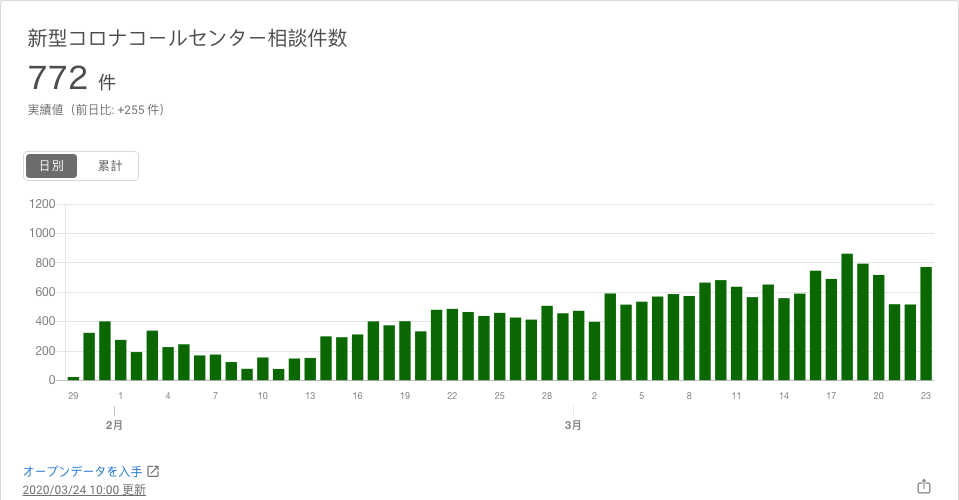 新型コロナコールセンター相談件数
772 件
実績値（前日比: +255 件）
日別 累計
1200
1000
800
600
400
200
0
29 1 4 7 10 13 16 19 22 25 28 2 5 8 11 14 17 20 23
2月 3月
オープンデータを入手
2020/03/24 10:00 更新